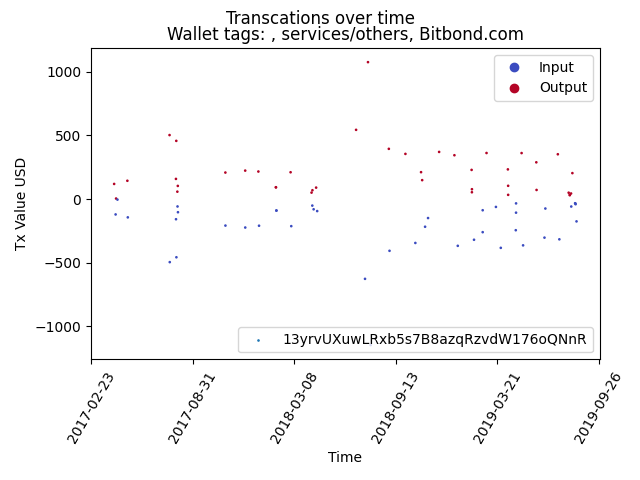 Transcations over time
Wallet tags: , services/others, Bitbond.com
Input
Output
1000
500
0
−500
−1000
Tx Value USD
13yrvUXuwLRxb5s7B8azqRzvdW176oQNnR
2017-02-23
2017-08-31
2018-03-08
2018-09-13
2019-03-21
2019-09-26
Time